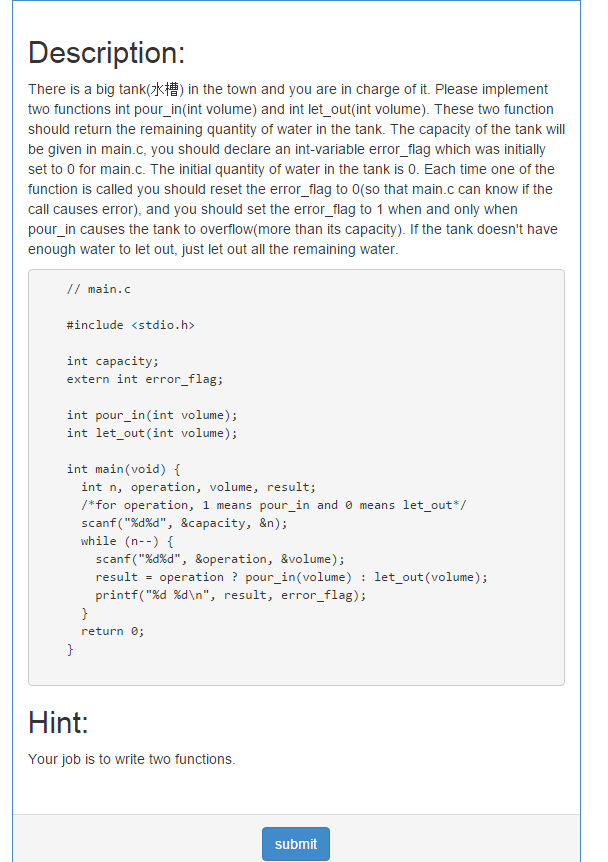 Description:
There is a big tank(水槽) in the town and you are in charge of it. Please implement
two functions int pour_in(int volume) and int let_out(int volume). These two function
should return the remaining quantity of water in the tank. The capacity of the tank will
be given in main.c, you should declare an int-variable error_flag which was initially
set to 0 for main.c. The initial quantity of water in the tank is 0. Each time one of the
function is called you should reset the error_flag to 0(so that main.c can know if the
call causes error), and you should set the error_flag to 1 when and only when
pour_in causes the tank to overflow(more than its capacity). If the tank doesn't have
enough water to let out, just let out all the remaining water.
// main.c
#include <stdio.h>
int capacity;
extern int error_flag;
int pour_in(int volume);
int let_out(int volume);
int main(void) {
int n, operation, volume, result;
/*for operation, 1 means pour_in and 0 means let_out*/
scanf("%d%d", &capacity, &n);
while (n--) {
scanf("%d%d", &operation, &volume);
result = operation ? pour_in(volume) : let_out(volume);
printf("%d %d\n", result, error_flag);
}
return 0;
}
Hint:
Your job is to write two functions.
submit